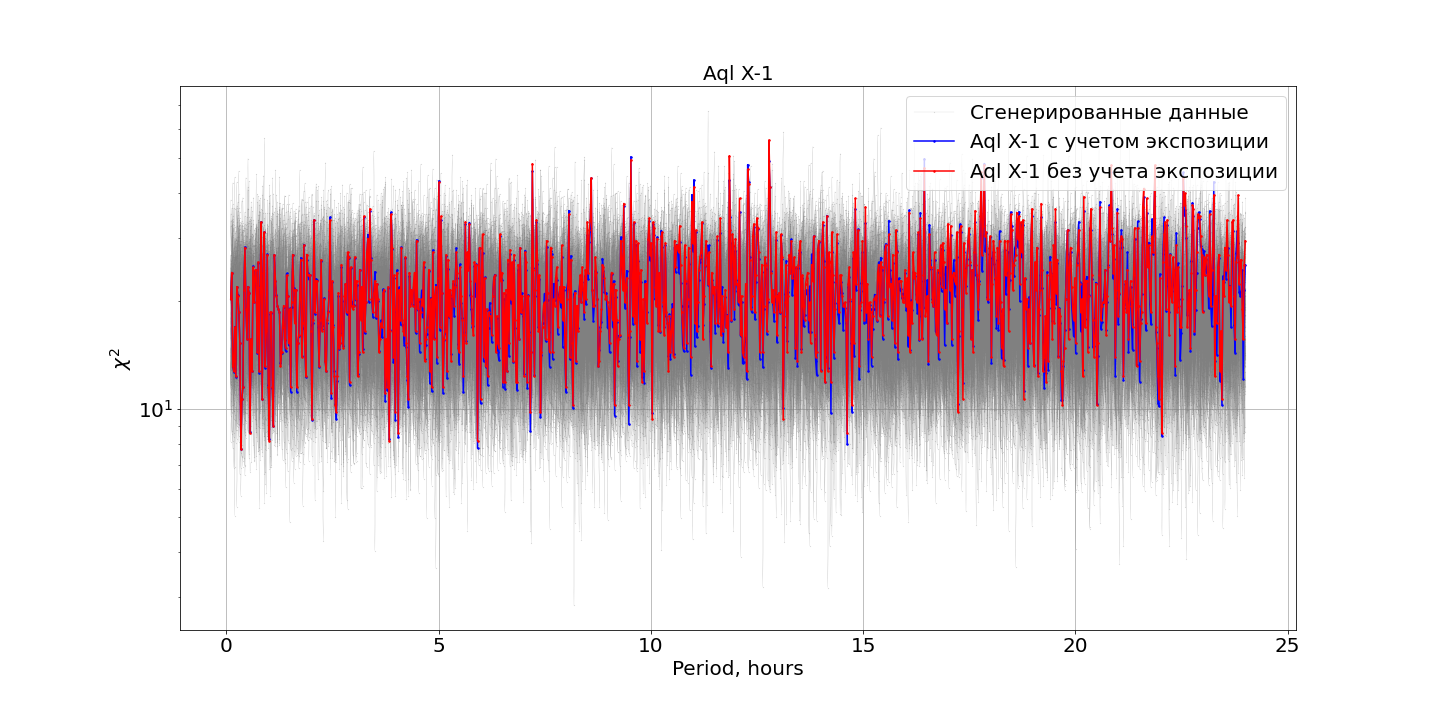 Aql X-1
Сгенерированные данные
Aql X-1 с учетом экспозиции
Aql X-1 без учета экспозиции
χ²
10¹
0 5 10 15 20 25
Period, hours